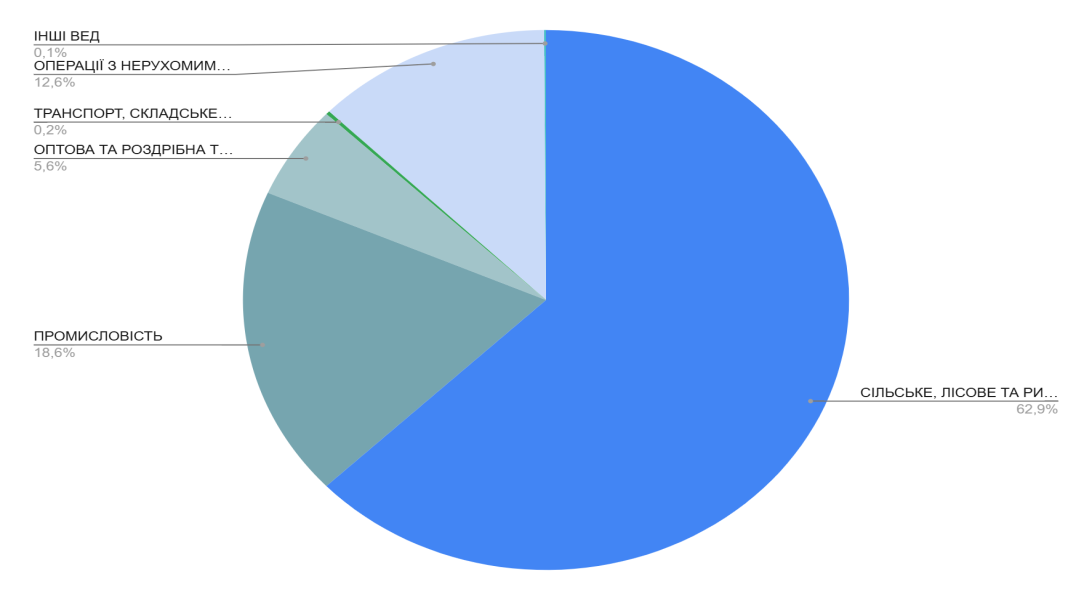 ІНШІ ВЕД
0,1%
ОПЕРАЦІЇ З НЕРУХОМИМ…
12,6%
ТРАНСПОРТ, СКЛАДСЬКЕ…
0,2%
ОПТОВА ТА РОЗДРІБНА Т…
5,6%
ПРОМИСЛОВІСТЬ
18,6%
СІЛЬСЬКЕ, ЛІСОВЕ ТА РИ…
62,9%